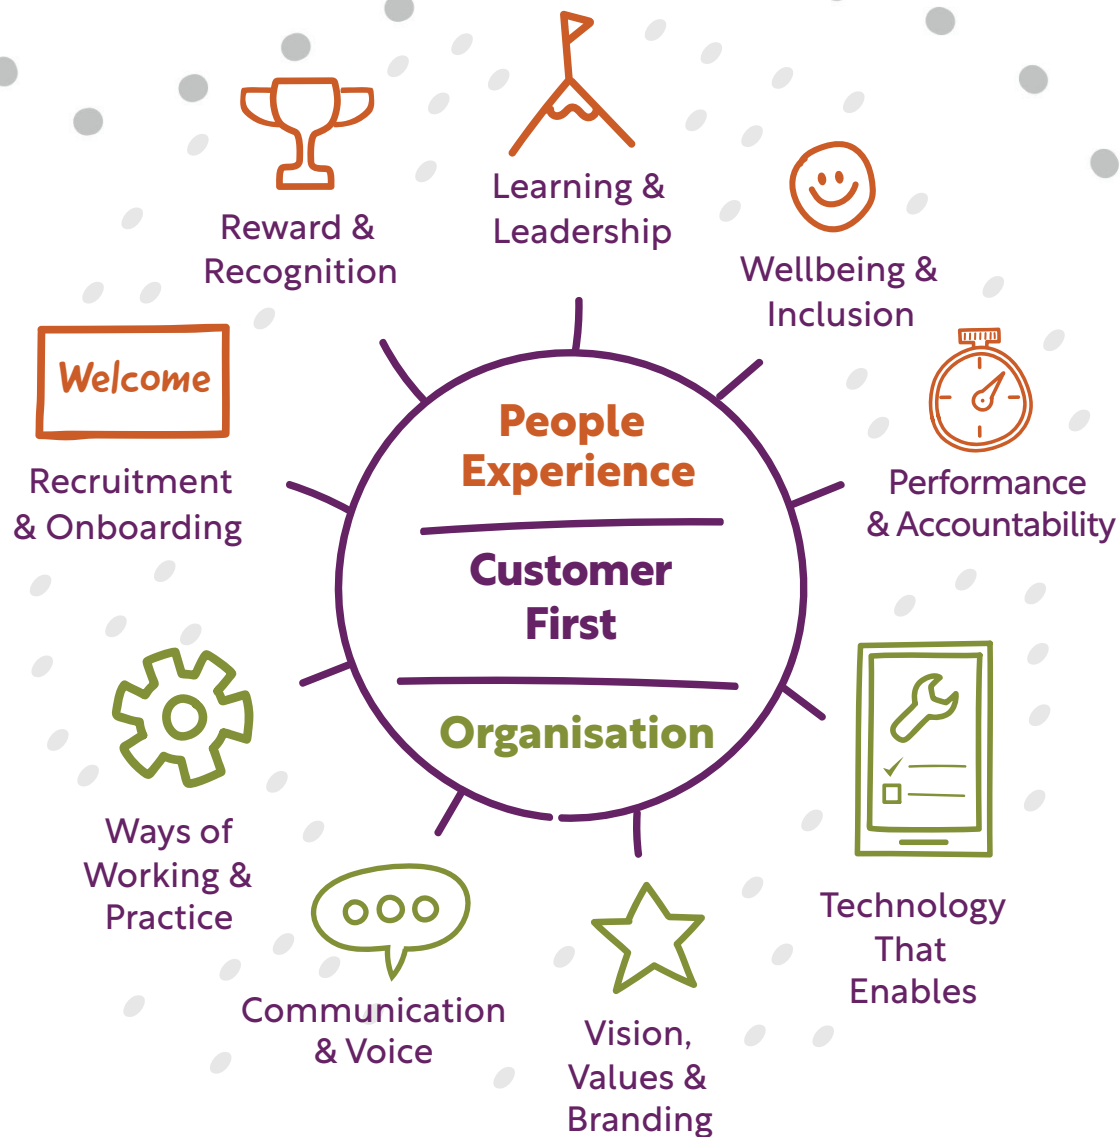 Learning &
Leadership
Reward &
Recognition
Wellbeing &
Inclusion
Welcome
Recruitment
& Onboarding
Performance
& Accountability
People
Experience
Customer
First
Organisation
Ways of
Working &
Practice
Technology
That
Enables
Communication
& Voice
Vision,
Values &
Branding